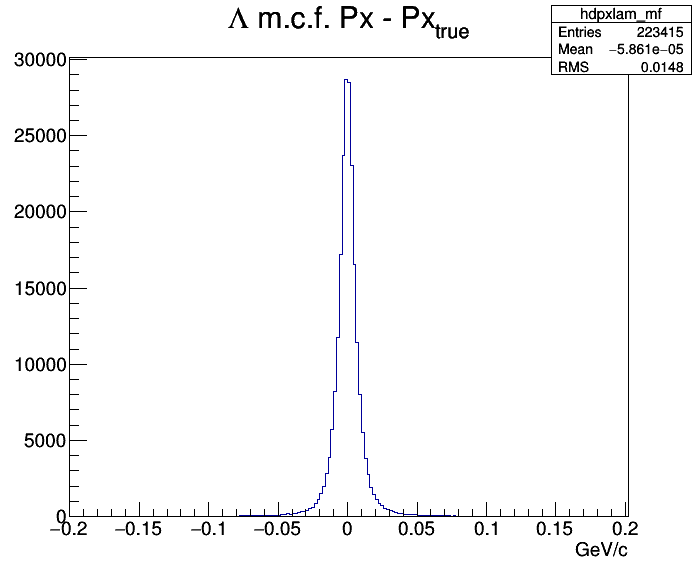 Λ m.c.f. Px - Pxtrue
hdpxlam_mf
Entries 223415
Mean −5.861e−05
RMS 0.0148
30000
25000
20000
15000
10000
5000
0
−0.2 −0.15 −0.1 −0.05 0 0.05 0.1 0.15 0.2
GeV/c